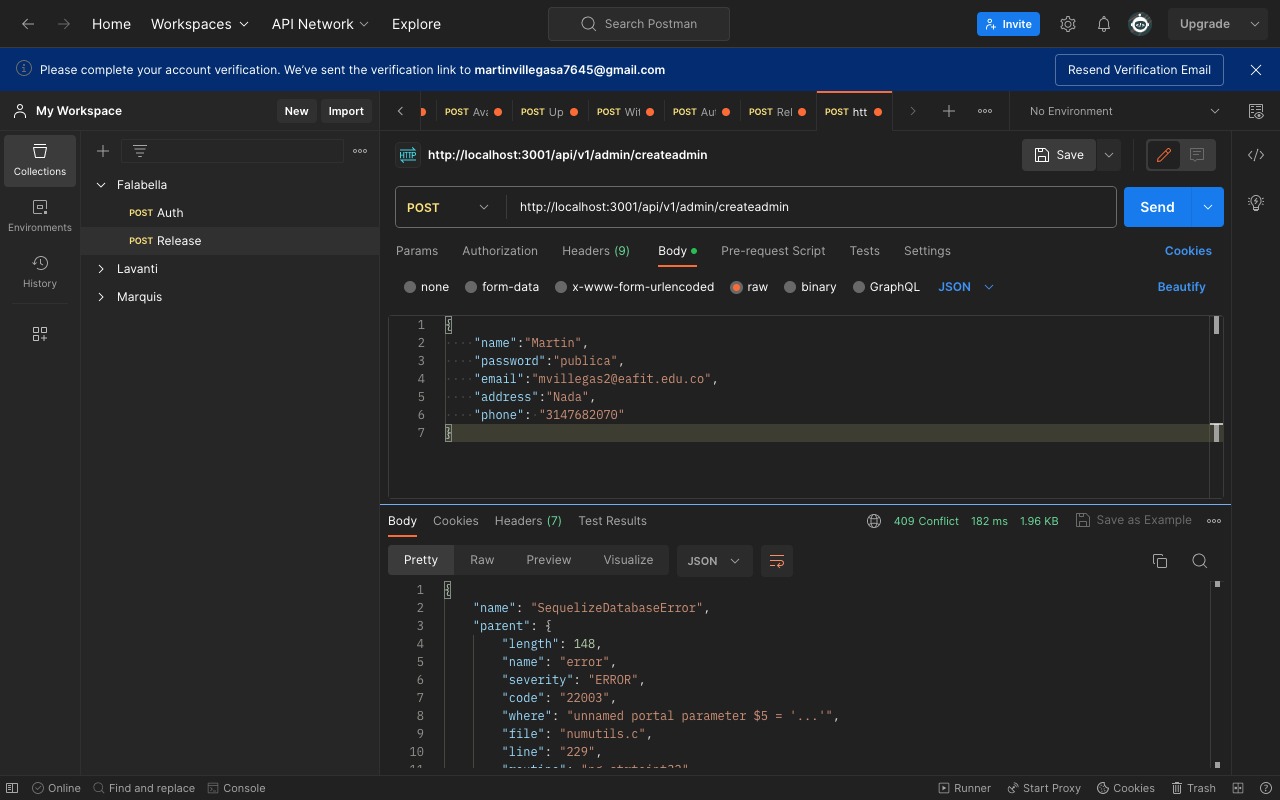 Home Workspaces API Network Explore Search Postman Invite Upgrade
Please complete your account verification. We've sent the verification link to martinvillegasa7645@gmail.com Resend Verification Email
My Workspace New Import POST Ava POST Up POST Wit POST Aut POST Rel POST htt No Environment
HTTP http://localhost:3001/api/v1/admin/createadmin Save
Collections
Environments
History
Falabella
POST Auth
POST Release
Lavanti
Marquis
POST http://localhost:3001/api/v1/admin/createadmin Send
Params Authorization Headers (9) Body Pre-request Script Tests Settings Cookies
none form-data x-www-form-urlencoded raw binary GraphQL JSON Beautify
1 {
2 ····"name":"Martin",
3 ····"password":"publica",
4 ····"email":"mvillegas2@eafit.edu.co",
5 ····"address":"Nada",
6 ····"phone":·"3147682070"
7 }
Body Cookies Headers (7) Test Results 409 Conflict 182 ms 1.96 KB Save as Example
Pretty Raw Preview Visualize JSON
1 {
2 "name": "SequelizeDatabaseError",
3 "parent": {
4 "length": 148,
5 "name": "error",
6 "severity": "ERROR",
7 "code": "22003",
8 "where": "unnamed portal parameter $5 = '...'",
9 "file": "numutils.c",
10 "line": "229",
Online Find and replace Console Runner Start Proxy Cookies Trash